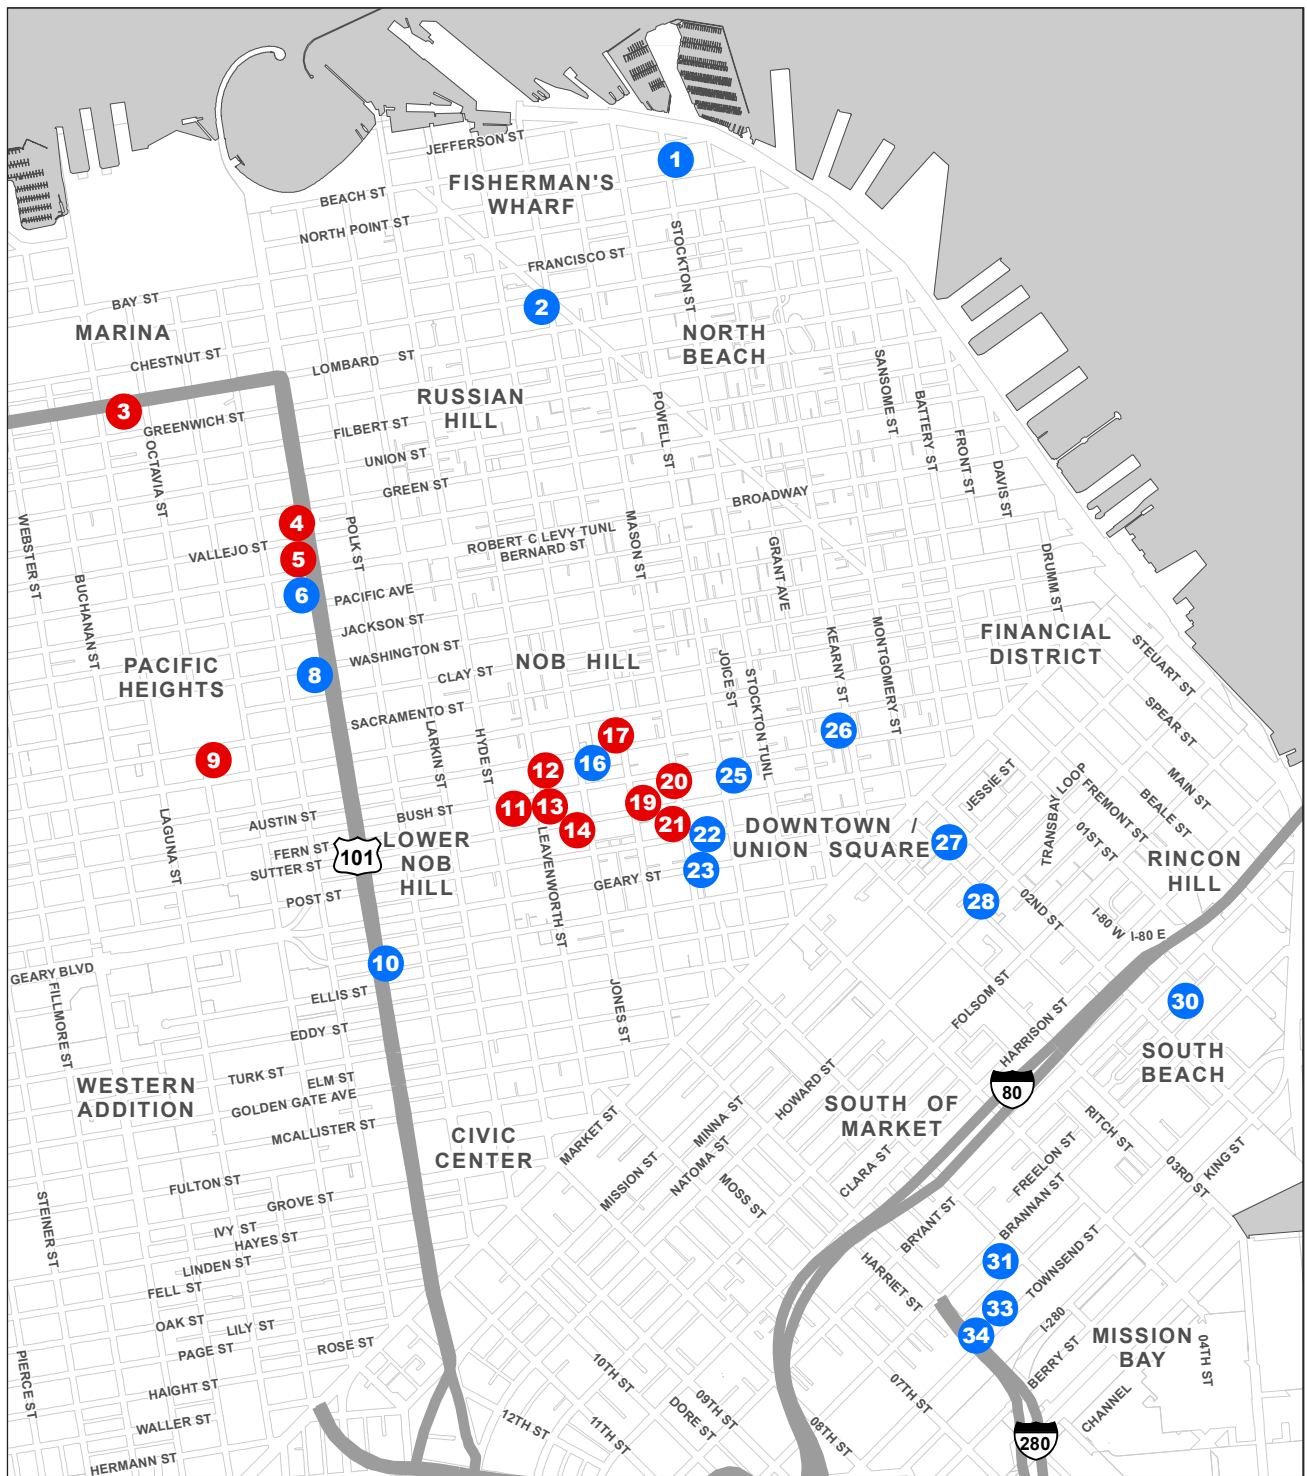 JEFFERSON ST
1
FISHERMAN'S
WHARF
BEACH ST
NORTH POINT ST
STOCKTON ST
FRANCISCO ST
BAY ST
2
MARINA
NORTH
BEACH
CHESTNUT ST
LOMBARD ST
SANSOME ST
RUSSIAN
HILL
3
GREENWICH ST
FILBERT ST
POWELL ST
BATTERY ST
OCTAVIA ST
UNION ST
FRONT ST
DAVIS ST
GREEN ST
BROADWAY
4
WEBSTER ST
POLK ST
VALLEJO ST
5
ROBERT C LEVY TUNL
BERNARD ST
MASON ST
GRANT AVE
DRUMM ST
BUCHANAN ST
6
PACIFIC AVE
JACKSON ST
WASHINGTON ST
KEARNY ST
MONTGOMERY ST
FINANCIAL
DISTRICT
STEUART ST
PACIFIC
HEIGHTS
8
CLAY ST
NOB HILL
JOICE ST
STOCKTON TUNL
SPEAR ST
SACRAMENTO ST
LARKIN ST
HYDE ST
17
26
9
12
16
20
25
JESSIE ST
TRANSBAY LOOP
MAIN ST
BEALE ST
FREMONT ST
01ST ST
LAGUNA ST
AUSTIN ST
BUSH ST
11
13
19
14
21
22
DOWNTOWN /
UNION SQUARE
27
FERN ST
SUTTER ST
101
LOWER
NOB
HILL
LEAVENWORTH ST
RINCON
HILL
GEARY ST
23
POST ST
28
02ND ST
I-80 W
I-80 E
10
GEARY BLVD
FILLMORE ST
ELLIS ST
JONES ST
FOLSOM ST
30
EDDY ST
HARRISON ST
SOUTH
BEACH
TURK ST
ELM ST
WESTERN
ADDITION
GOLDEN GATE AVE
HOWARD ST
80
SOUTH OF
MARKET
MCALLISTER ST
CIVIC
CENTER
MARKET ST
MINNA ST
RITCH ST
MISSION ST
NATOMA ST
CLARA ST
FREELON ST
03RD ST
KING ST
FULTON ST
MOSS ST
GROVE ST
BRANNAN ST
STEINER ST
IVY ST
HAYES ST
BRYANT ST
LINDEN ST
31
TOWNSEND ST
FELL ST
HARRIET ST
OAK ST
LILY ST
33
I-280
34
MISSION
BAY
PAGE ST
ROSE ST
BERRY ST
04TH ST
PIERCE ST
HAIGHT ST
10TH ST
07TH ST
CHANNEL
WALLER ST
12TH ST
11TH ST
DORE ST
09TH ST
08TH ST
280
HERMANN ST